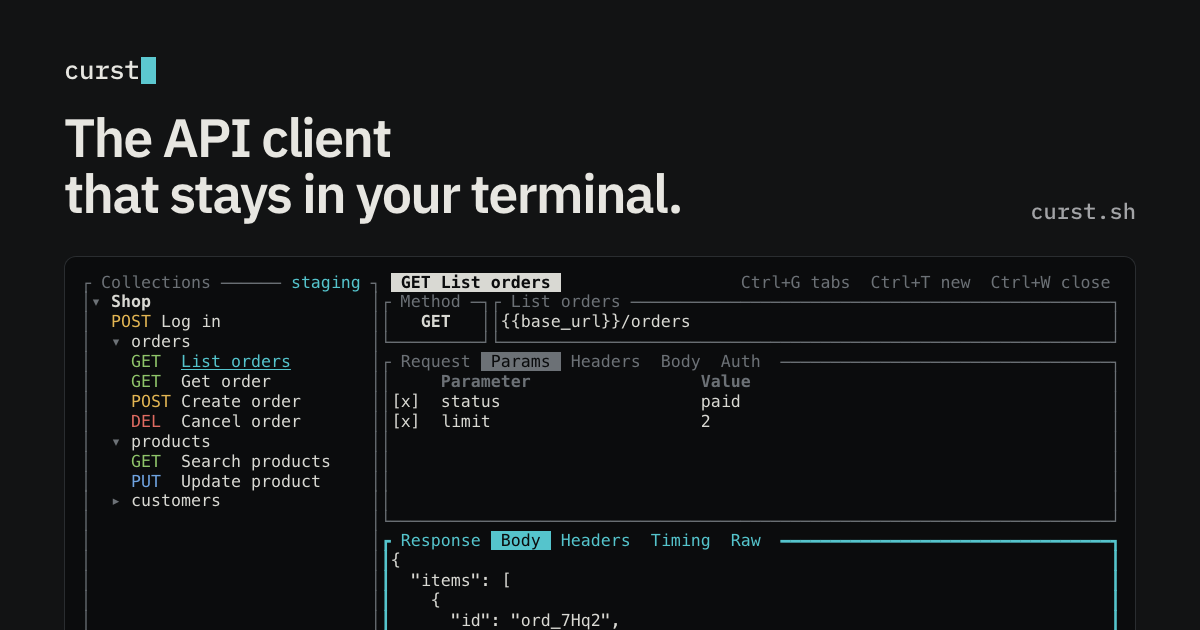 curst
The API client
that stays in your terminal.
curst.sh
Collections staging
▾ Shop
POST Log in
▾ orders
GET List orders
GET Get order
POST Create order
DEL Cancel order
▾ products
GET Search products
PUT Update product
▸ customers
GET List orders Ctrl+G tabs Ctrl+T new Ctrl+W close
Method List orders
GET {{base_url}}/orders
Request Params Headers Body Auth
Parameter Value
[x] status paid
[x] limit 2
Response Body Headers Timing Raw
{
"items": [
{
"id": "ord_7Hq2",